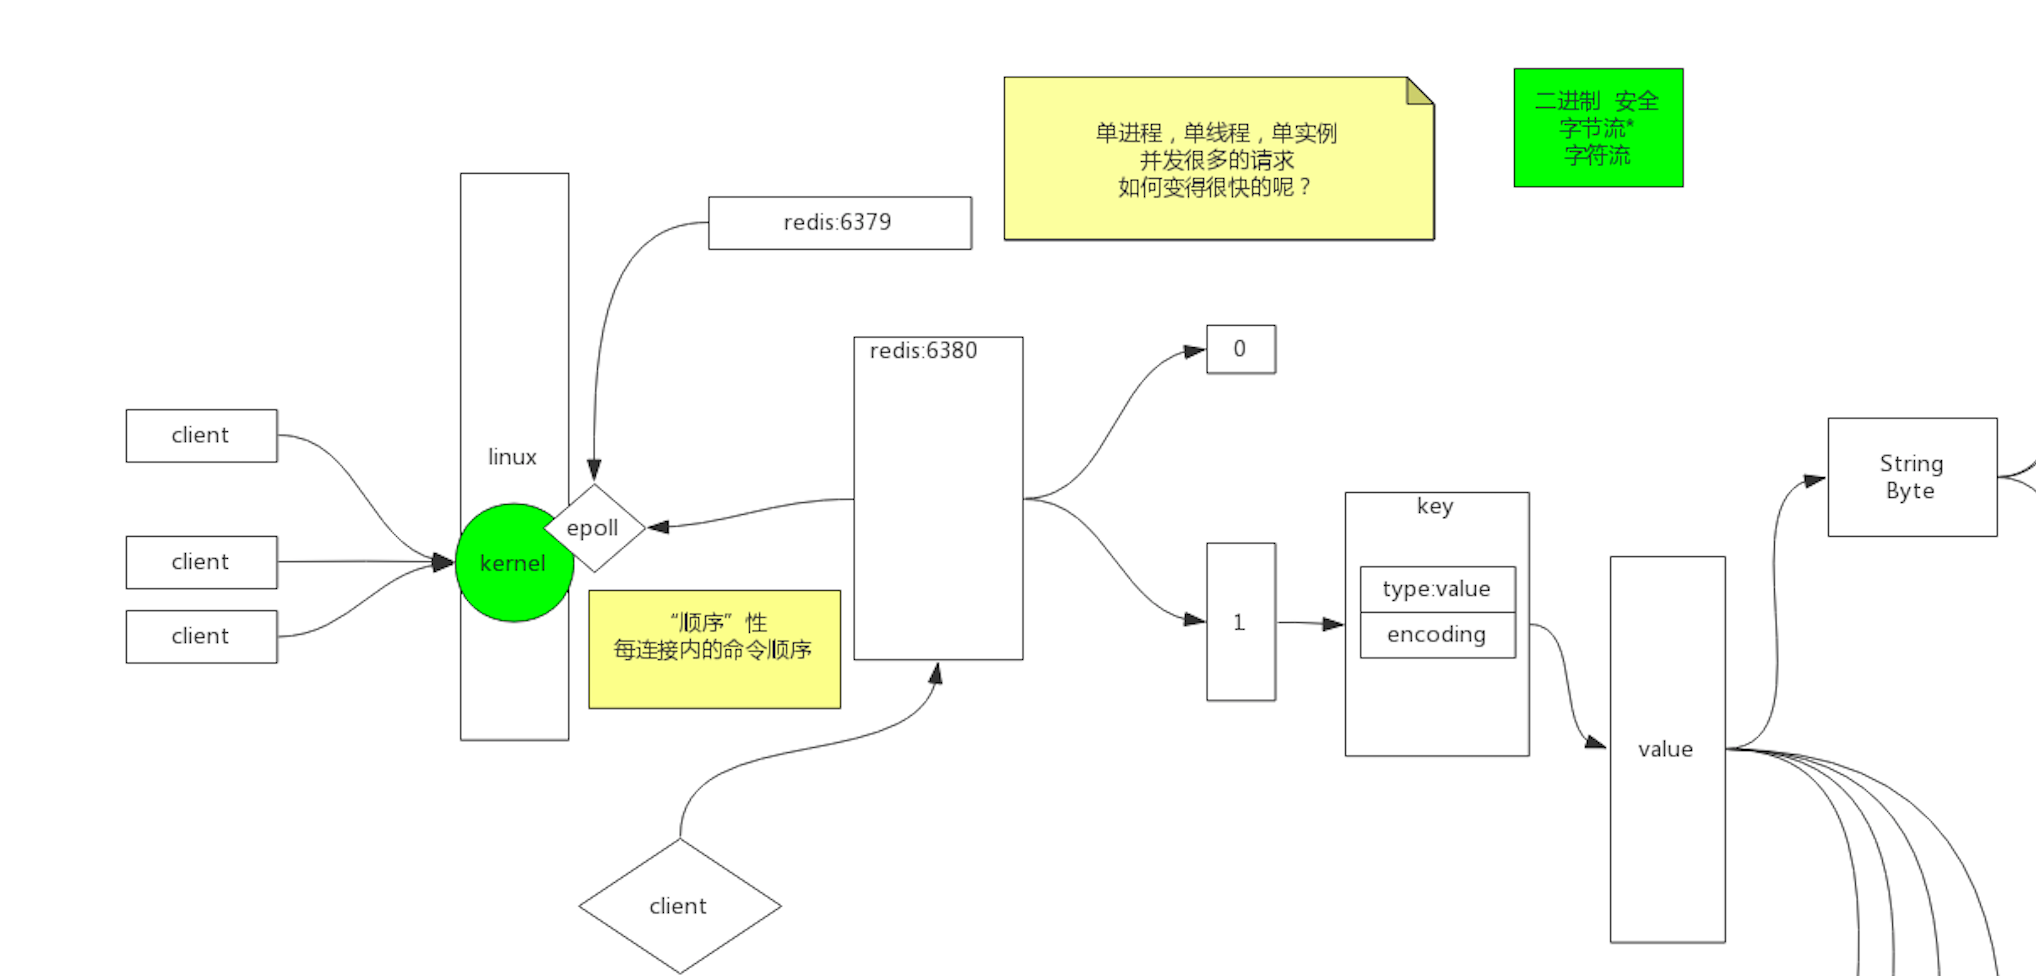 单进程，单线程，单实例
并发很多的请求
如何变得很快的呢？
二进制 安全
字节流*
字符流
redis:6379
redis:6380
0
client
linux
client
kernel
epoll
client
“顺序”性
每连接内的命令顺序
1
key
type:value
encoding
value
String
Byte
client